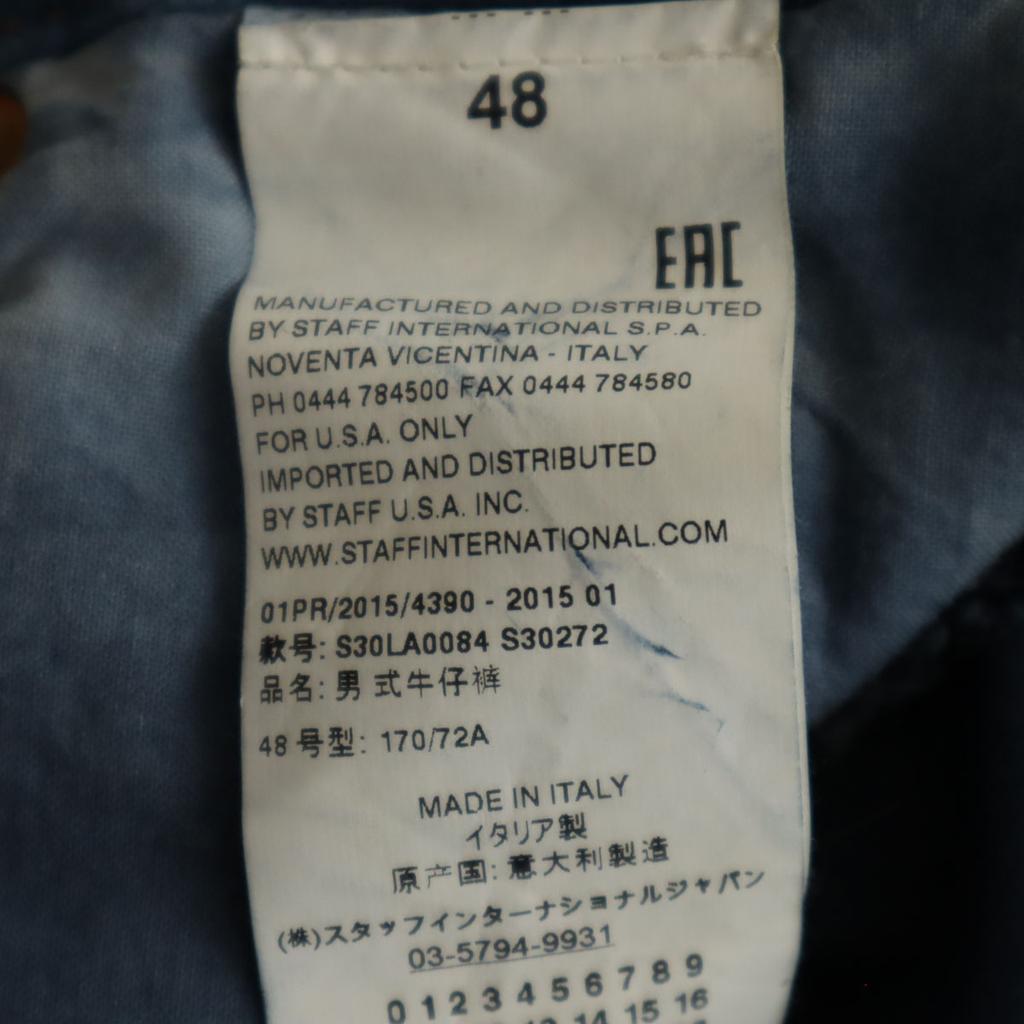 48
EAC
MANUFACTURED AND DISTRIBUTED
BY STAFF INTERNATIONAL S.P.A.
NOVENTA VICENTINA - ITALY
PH 0444 784500 FAX 0444 784580
FOR U.S.A. ONLY
IMPORTED AND DISTRIBUTED
BY STAFF U.S.A. INC.
WWW.STAFFINTERNATIONAL.COM
01PR/2015/4390 - 2015 01
款号: S30LA0084 S30272
品名: 男式牛仔裤
48 号型: 170/72A
MADE IN ITALY
イタリア製
原产国: 意大利製造
(株)スタッフインターナショナルジャパン
03-5794-9931
0 1 2 3 4 5 6 7 8 9
14 15 16